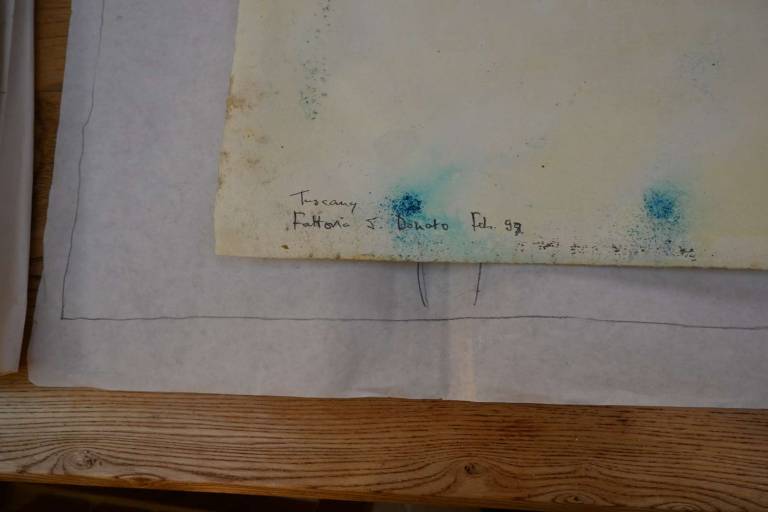 Tuscany
Fattoria S. Donato Feb. 92